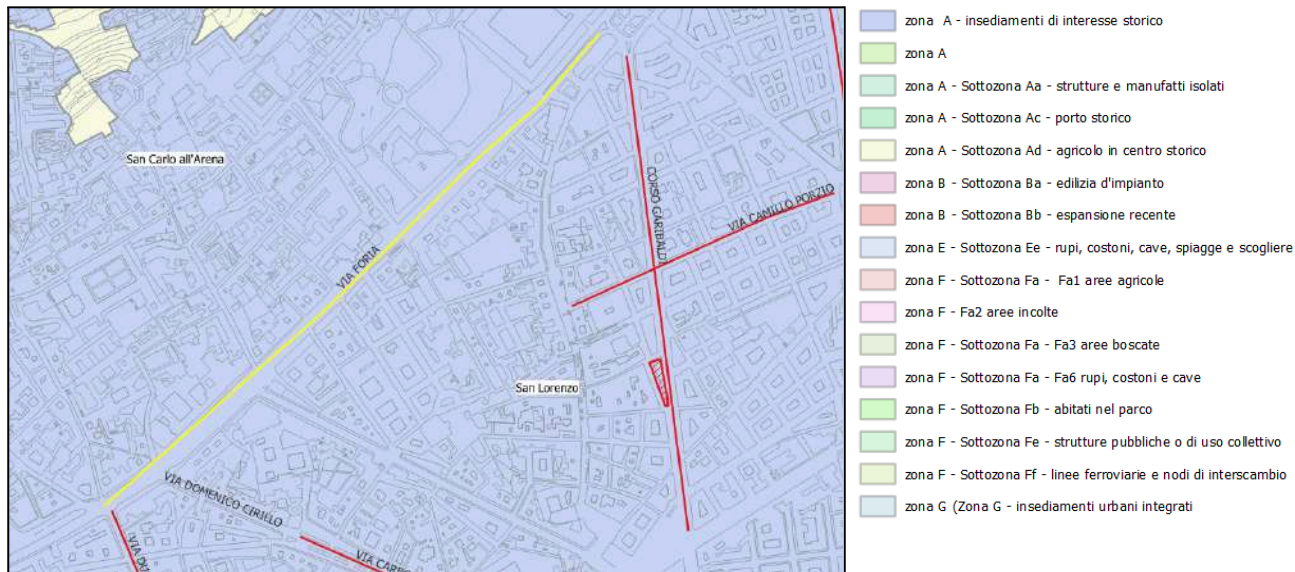 San Carlo all'Arena
VIA FORIA
CORSO GARIBALDI
VIA CAMILLO PORZIO
San Lorenzo
VIA DOMENICO CIRILLO
VIA
VIA
zona A - insediamenti di interesse storico
zona A
zona A - Sottozona Aa - strutture e manufatti isolati
zona A - Sottozona Ac - porto storico
zona A - Sottozona Ad - agricolo in centro storico
zona B - Sottozona Ba - edilizia d'impianto
zona B - Sottozona Bb - espansione recente
zona E - Sottozona Ee - rupi, costoni, cave, spiagge e scogliere
zona F - Sottozona Fa - Fa1 aree agricole
zona F - Fa2 aree incolte
zona F - Sottozona Fa - Fa3 aree boscate
zona F - Sottozona Fa - Fa6 rupi, costoni e cave
zona F - Sottozona Fb - abitati nel parco
zona F - Sottozona Fe - strutture pubbliche o di uso collettivo
zona F - Sottozona Ff - linee ferroviarie e nodi di interscambio
zona G (Zona G - insediamenti urbani integrati